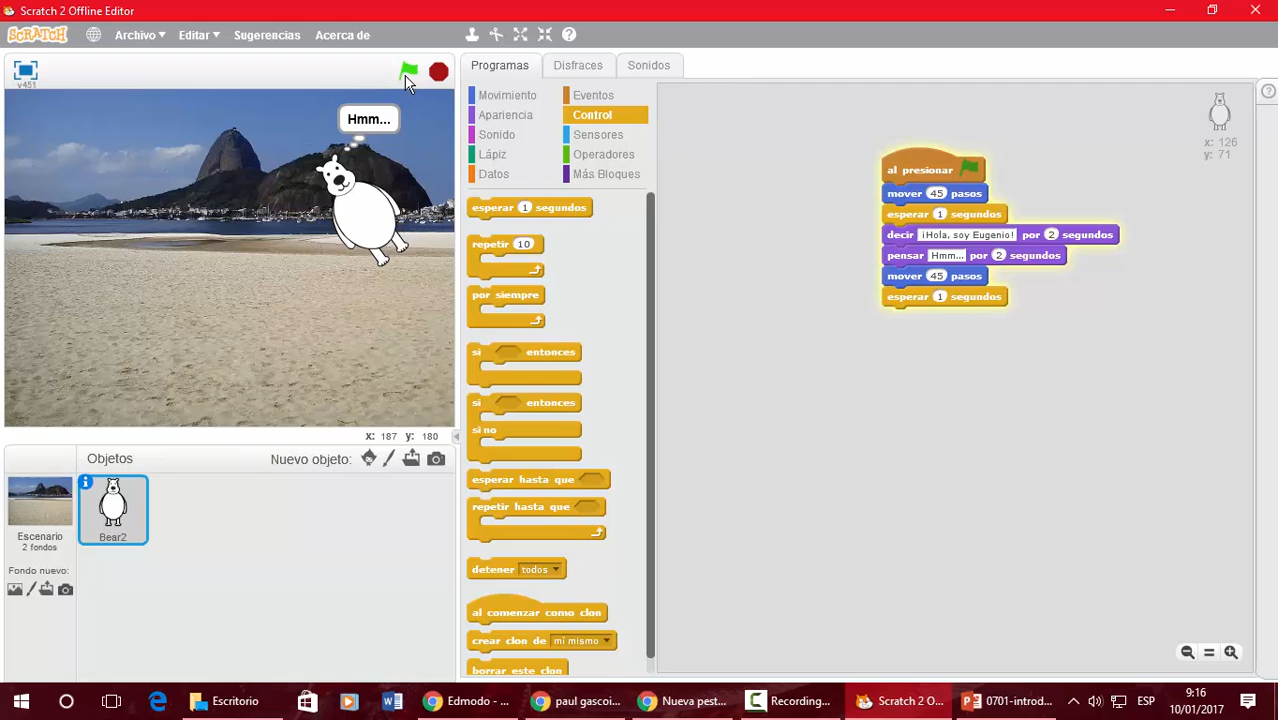 Scratch 2 Offline Editor
SCRATCH
Archivo
Editar
Sugerencias
Acerca de
v451
Programas
Disfraces
Sonidos
Movimiento
Eventos
Apariencia
Control
Sonido
Sensores
Lápiz
Operadores
Datos
Más Bloques
Hmm...
esperar 1 segundos
repetir 10
por siempre
si entonces
si entonces
si no
esperar hasta que
repetir hasta que
detener todos
al comenzar como clon
crear clon de mí mismo
borrar este clon
x: 126
y: 71
al presionar
mover 45 pasos
esperar 1 segundos
decir ¡Hola, soy Eugenio! por 2 segundos
pensar Hmm... por 2 segundos
mover 45 pasos
esperar 1 segundos
x: 187 y: 180
Objetos
Nuevo objeto:
Escenario
2 fondos
Bear2
Fondo nuevo:
Escritorio
Edmodo - ...
paul gascoi...
Nueva pest...
Recording...
Scratch 2 O...
0701-introd...
ESP
9:16
10/01/2017